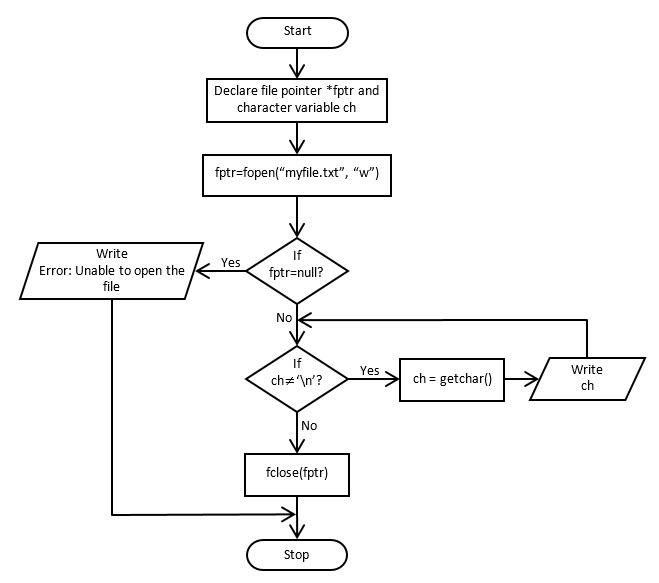 Start
Declare file pointer *fptr and
character variable ch
fptr=fopen(“myfile.txt”, “w”)
If
fptr=null?
Yes
Write
Error: Unable to open the
file
No
If
ch≠‘\n’?
Yes
ch = getchar()
Write
ch
No
fclose(fptr)
Stop